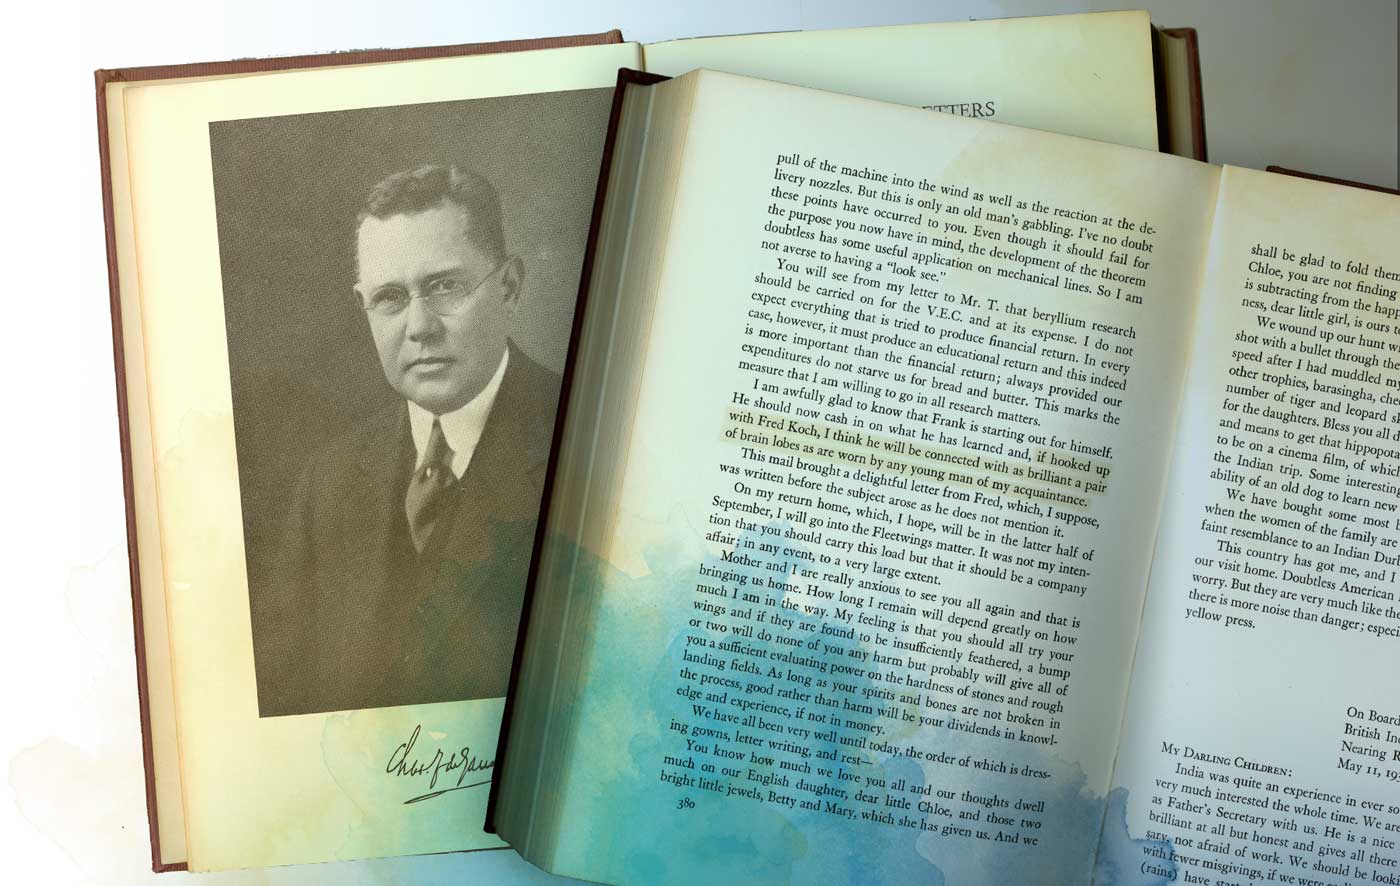 ETTERS
Chas. F. de Gan
pull of the machine into the wind as well as the reaction at the de-
livery nozzles. But this is only an old man's gabbling. I've no doubt
these points have occurred to you. Even though it should fail for
the purpose you now have in mind, the development of the theorem
doubtless has some useful application on mechanical lines. So I am
not averse to having a “look see.”
You will see from my letter to Mr. T. that beryllium research
should be carried on for the V.E.C. and at its expense. I do not
expect everything that is tried to produce financial return. In every
case, however, it must produce an educational return and this indeed
is more important than the financial return; always provided our
expenditures do not starve us for bread and butter. This marks the
measure that I am willing to go in all research matters.
I am awfully glad to know that Frank is starting out for himself.
He should now cash in on what he has learned and, if hooked up
with Fred Koch, I think he will be connected with as brilliant a pair
of brain lobes as are worn by any young man of my acquaintance.
This mail brought a delightful letter from Fred, which, I suppose,
was written before the subject arose as he does not mention it.
On my return home, which, I hope, will be in the latter half of
September, I will go into the Fleetwings matter. It was not my inten-
tion that you should carry this load but that it should be a company
affair; in any event, to a very large extent.
Mother and I are really anxious to see you all again and that is
bringing us home. How long I remain will depend greatly on how
much I am in the way. My feeling is that you should all try your
wings and if they are found to be insufficiently feathered, a bump
or two will do none of you any harm but probably will give all of
you a sufficient evaluating power on the hardness of stones and rough
landing fields. As long as your spirits and bones are not broken in
the process, good rather than harm will be your dividends in knowl-
edge and experience, if not in money.
We have all been very well until today, the order of which is dress-
ing gowns, letter writing, and rest—
You know how much we love you all and our thoughts dwell
much on our English daughter, dear little Chloe, and those two
bright little jewels, Betty and Mary, which she has given us. And we
380
shall be glad to fold them
Chloe, you are not finding
is subtracting from the happ
ness, dear little girl, is ours t
We wound up our hunt w
shot with a bullet through the
speed after I had muddled my
other trophies, barasingha, che
number of tiger and leopard sk
for the daughters. Bless you all d
and means to get that hippopota
to be on a cinema film, of which
the Indian trip. Some interesting
ability of an old dog to learn new
We have bought some most b
when the women of the family are
faint resemblance to an Indian Durb
This country has got me, and I
our visit home. Doubtless American
worry. But they are very much like the
there is more noise than danger; especi
yellow press.
On Board
British Ind
Nearing R
May 11, 19
MY DARLING CHILDREN:
India was quite an experience in ever so
very much interested the whole time. We are
as Father's Secretary with us. He is a nice
brilliant at all but honest and gives all there
sary, not afraid of work. We should be looki
with fewer misgivings, if we were
(rains) have